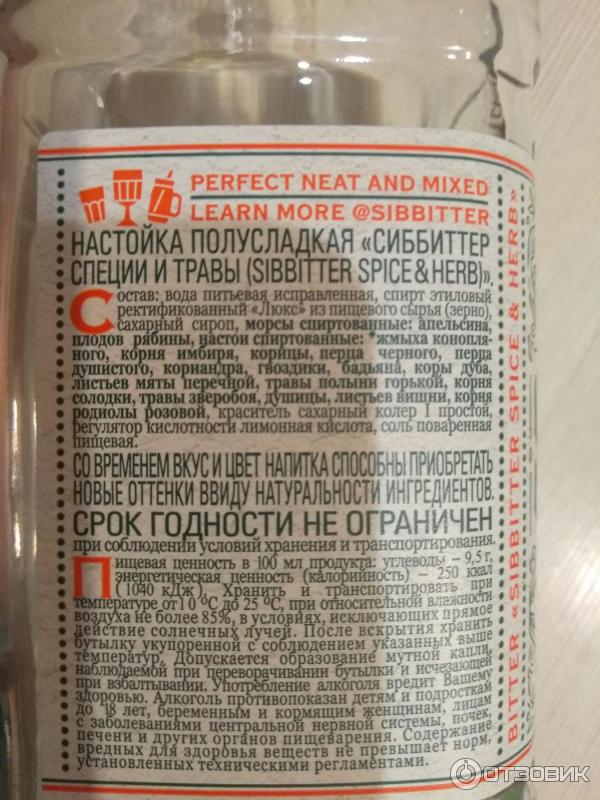 PERFECT NEAT AND MIXED
LEARN MORE @SIBBITTER
НАСТОЙКА ПОЛУСЛАДКАЯ «СИББИТТЕР
СПЕЦИИ И ТРАВЫ (SIBBITTER SPICE & HERB)».
Состав: вода питьевая исправленная, спирт этиловый
ректификованный «Люкс» из пищевого сырья (зерно),
сахарный сироп, морсы спиртованные: апельсина,
плодов рябины, настои спиртованные: *жмыха конопля-
ного, корня имбиря, корицы, перца черного, перца
душистого, кориандра, гвоздики, бадьяна, коры дуба,
листьев мяты перечной, травы полыни горькой, корня
солодки, травы зверобоя, душицы, листьев вишни, корня
родиолы розовой, краситель сахарный колер I простой,
регулятор кислотности лимонная кислота, соль поваренная
пищевая.
СО ВРЕМЕНЕМ ВКУС И ЦВЕТ НАПИТКА СПОСОБНЫ ПРИОБРЕТАТЬ
НОВЫЕ ОТТЕНКИ ВВИДУ НАТУРАЛЬНОСТИ ИНГРЕДИЕНТОВ.
СРОК ГОДНОСТИ НЕ ОГРАНИЧЕН
при соблюдении условий хранения и транспортирования.
Пищевая ценность в 100 мл продукта: углеводы – 9,5 г,
энергетическая ценность (калорийность) – 250 ккал
(1040 кДж). Хранить и транспортировать при
температуре от 10 °С до 25 °С, при относительной влажности
воздуха не более 85%, в условиях, исключающих прямое
действие солнечных лучей. После вскрытия хранить
бутылку укупоренной с соблюдением указанных выше
температур. Допускается образование мутной капли,
наблюдаемой при переворачивании бутылки и исчезающей
при взбалтывании. Употребление алкоголя вредит Вашему
здоровью. Алкоголь противопоказан детям и подросткам
до 18 лет, беременным и кормящим женщинам, лицам
с заболеваниями центральной нервной системы, почек,
печени и других органов пищеварения. Содержание
вредных для здоровья веществ не превышает норм,
установленных техническими регламентами.
BITTER «SIBBITTER SPICE & HERB»
ОТЗОВИК